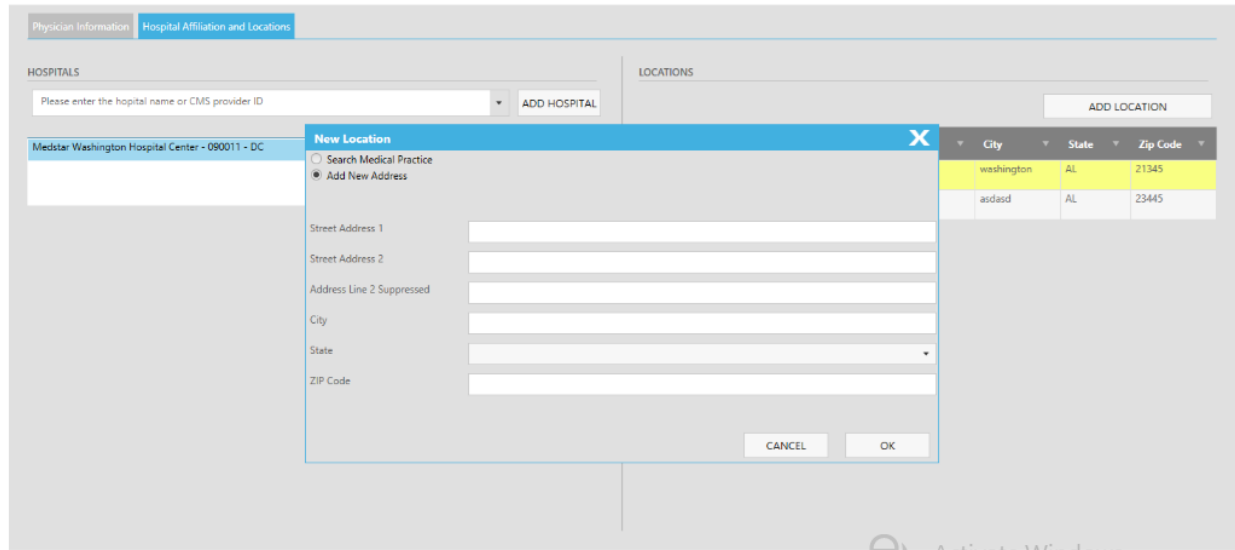 Physician Information Hospital Affiliation and Locations
HOSPITALS
Please enter the hopital name or CMS provider ID
ADD HOSPITAL
Medstar Washington Hospital Center - 090011 - DC
LOCATIONS
ADD LOCATION
City State Zip Code
washington AL 21345
asdasd AL 23445
New Location X
Search Medical Practice
Add New Address
Street Address 1
Street Address 2
Address Line 2 Suppressed
City
State
ZIP Code
CANCEL OK